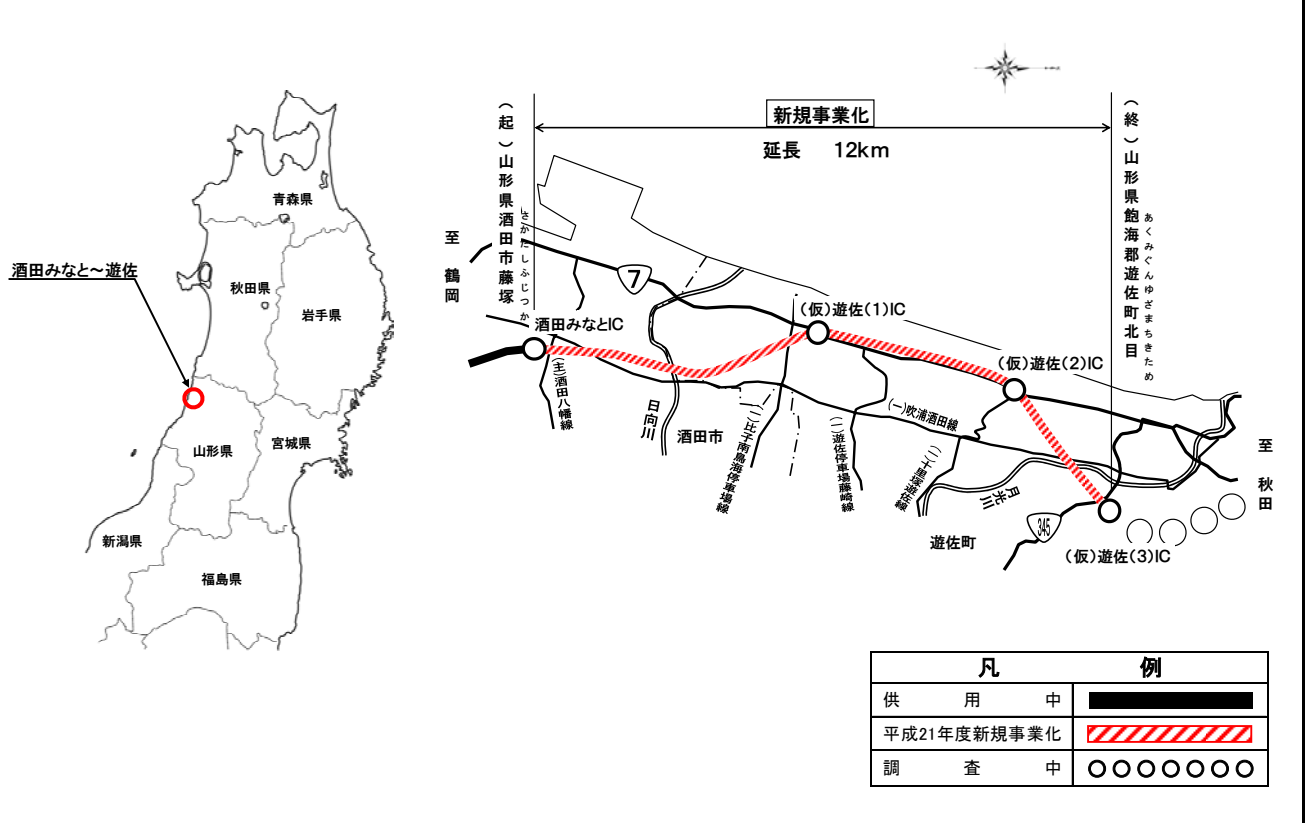 青森県
秋田県
岩手県
酒田みなと～遊佐
山形県
宮城県
新潟県
福島県
新規事業化
延長　12km
（起）山形県酒田市藤塚
さかたしふじつか
（終）山形県飽海郡遊佐町北目
あくみぐんゆざまちきため
至　鶴岡
7
酒田みなとIC
（仮）遊佐（1）IC
（仮）遊佐（2）IC
(主)酒田八幡線
日向川
酒田市
(一)比子南鳥海停車場線
(一)遊佐停車場藤崎線
(一)吹浦酒田線
(一)十里塚遊佐線
月光川
遊佐町
345
（仮）遊佐（3）IC
至　秋田
凡　例
供用中
平成21年度新規事業化
調査中